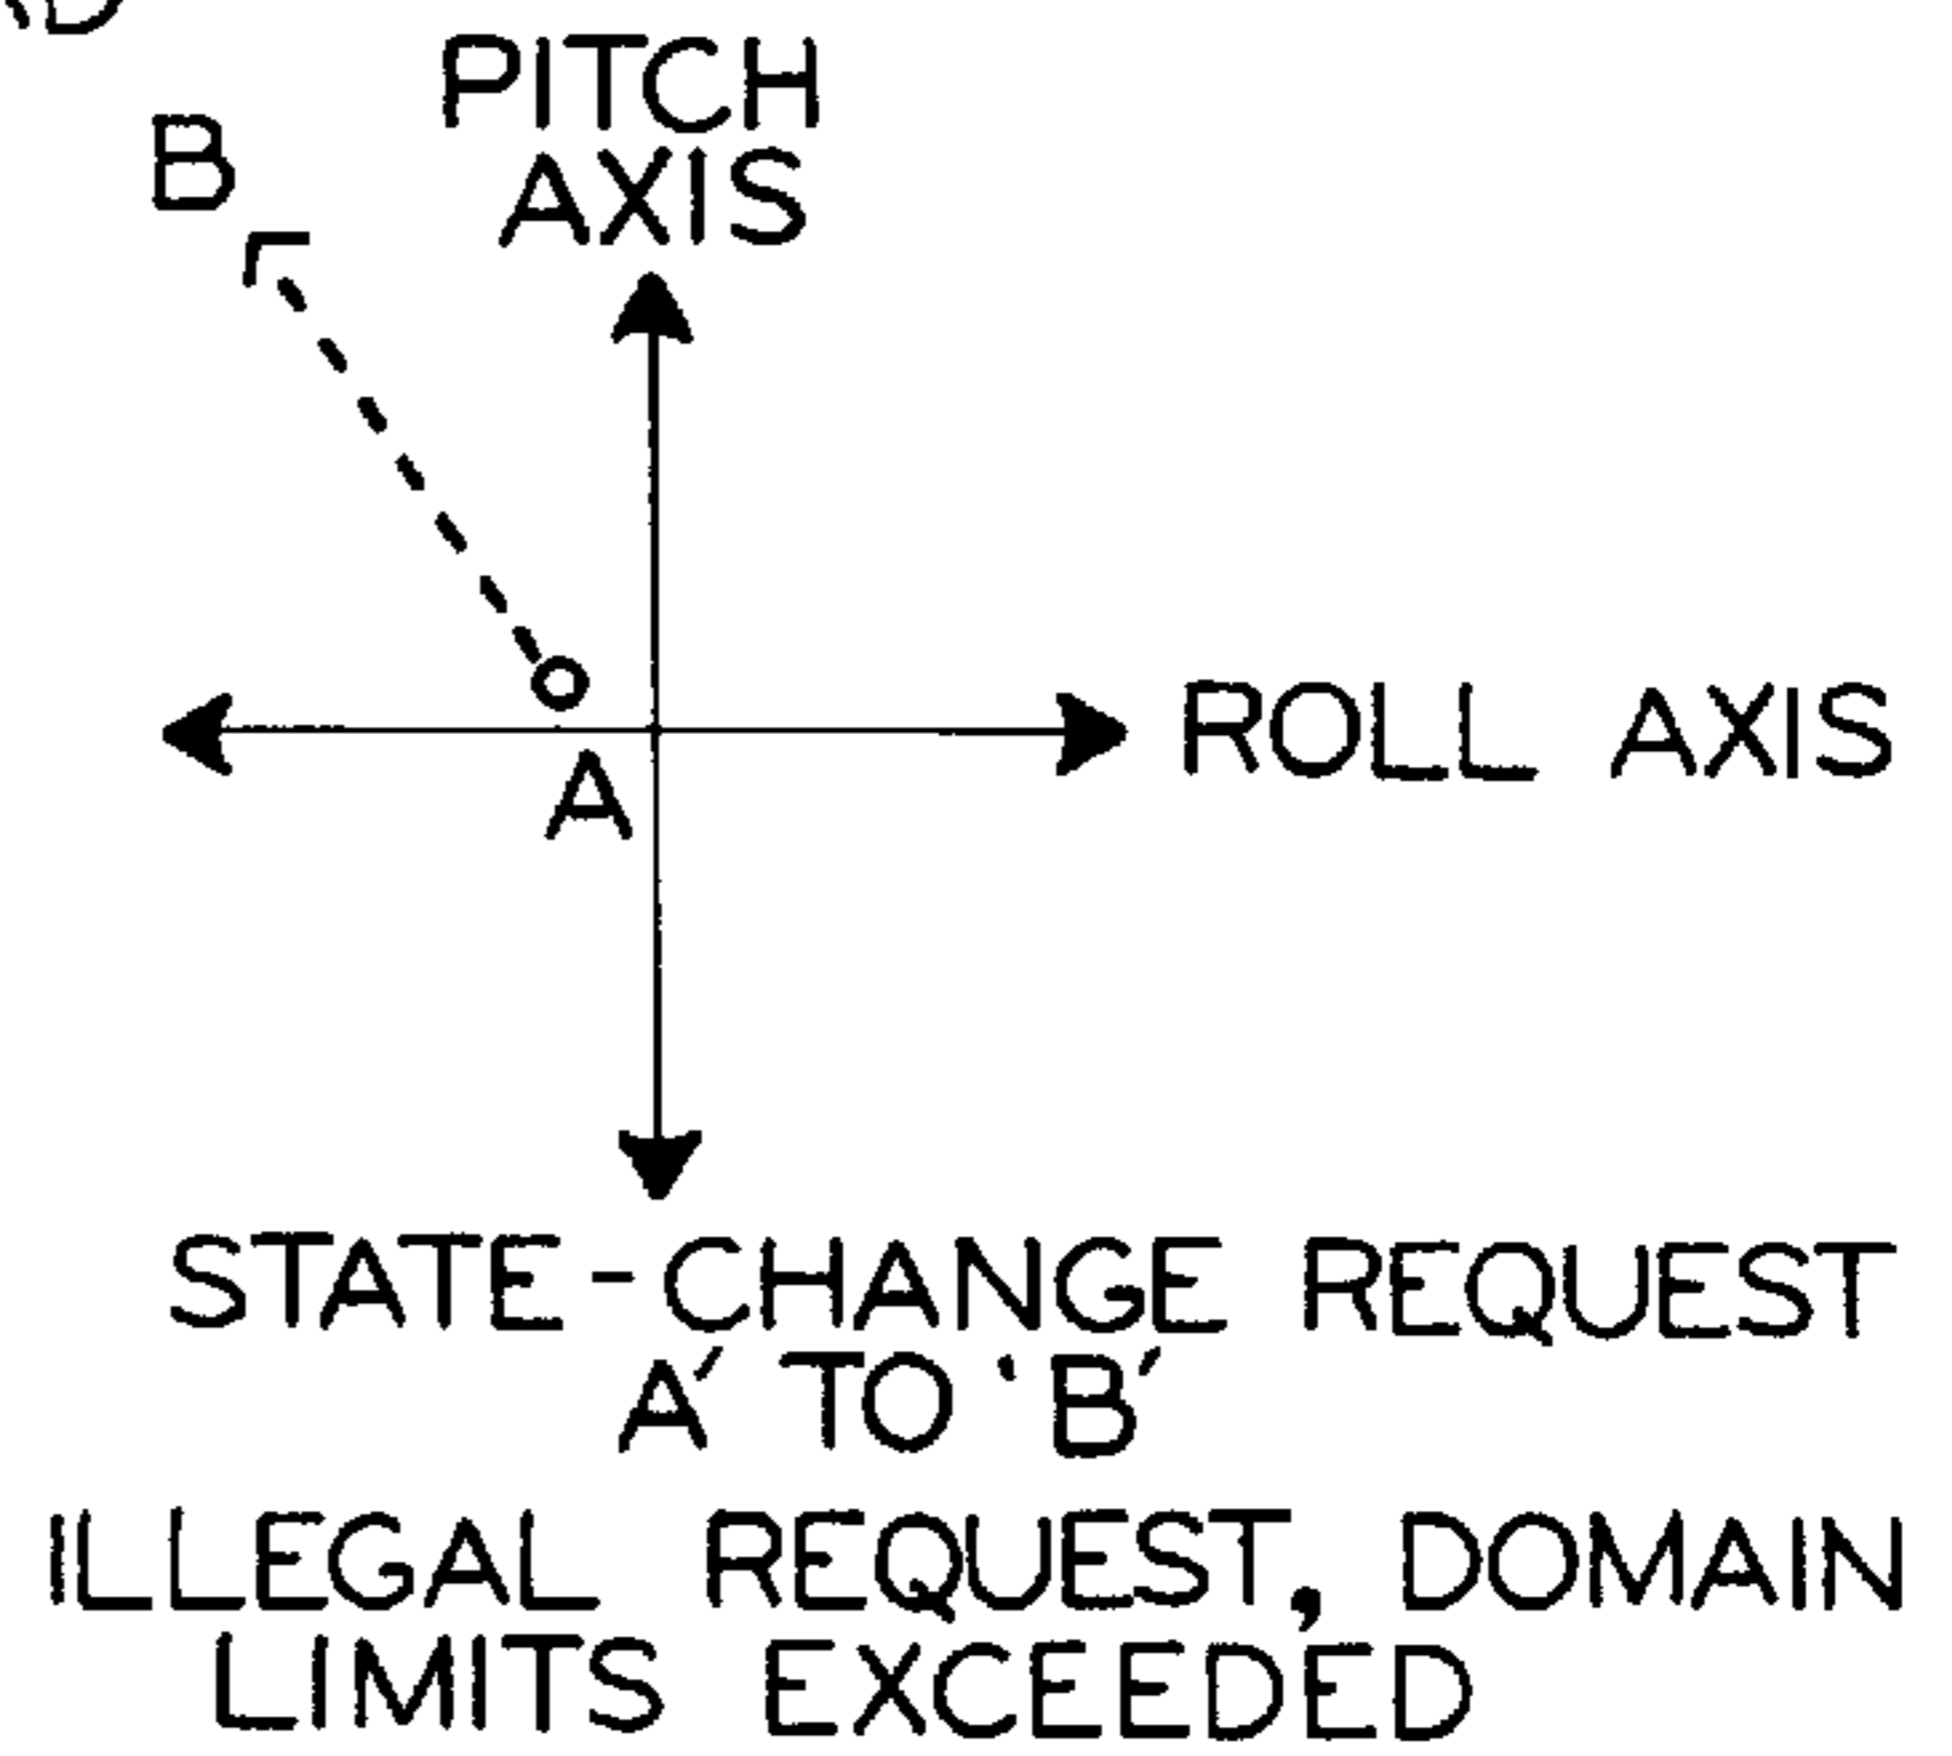 PITCH
AXIS
B
ROLL AXIS
A
STATE-CHANGE REQUEST
A' TO 'B'
ILLEGAL REQUEST, DOMAIN
LIMITS EXCEEDED